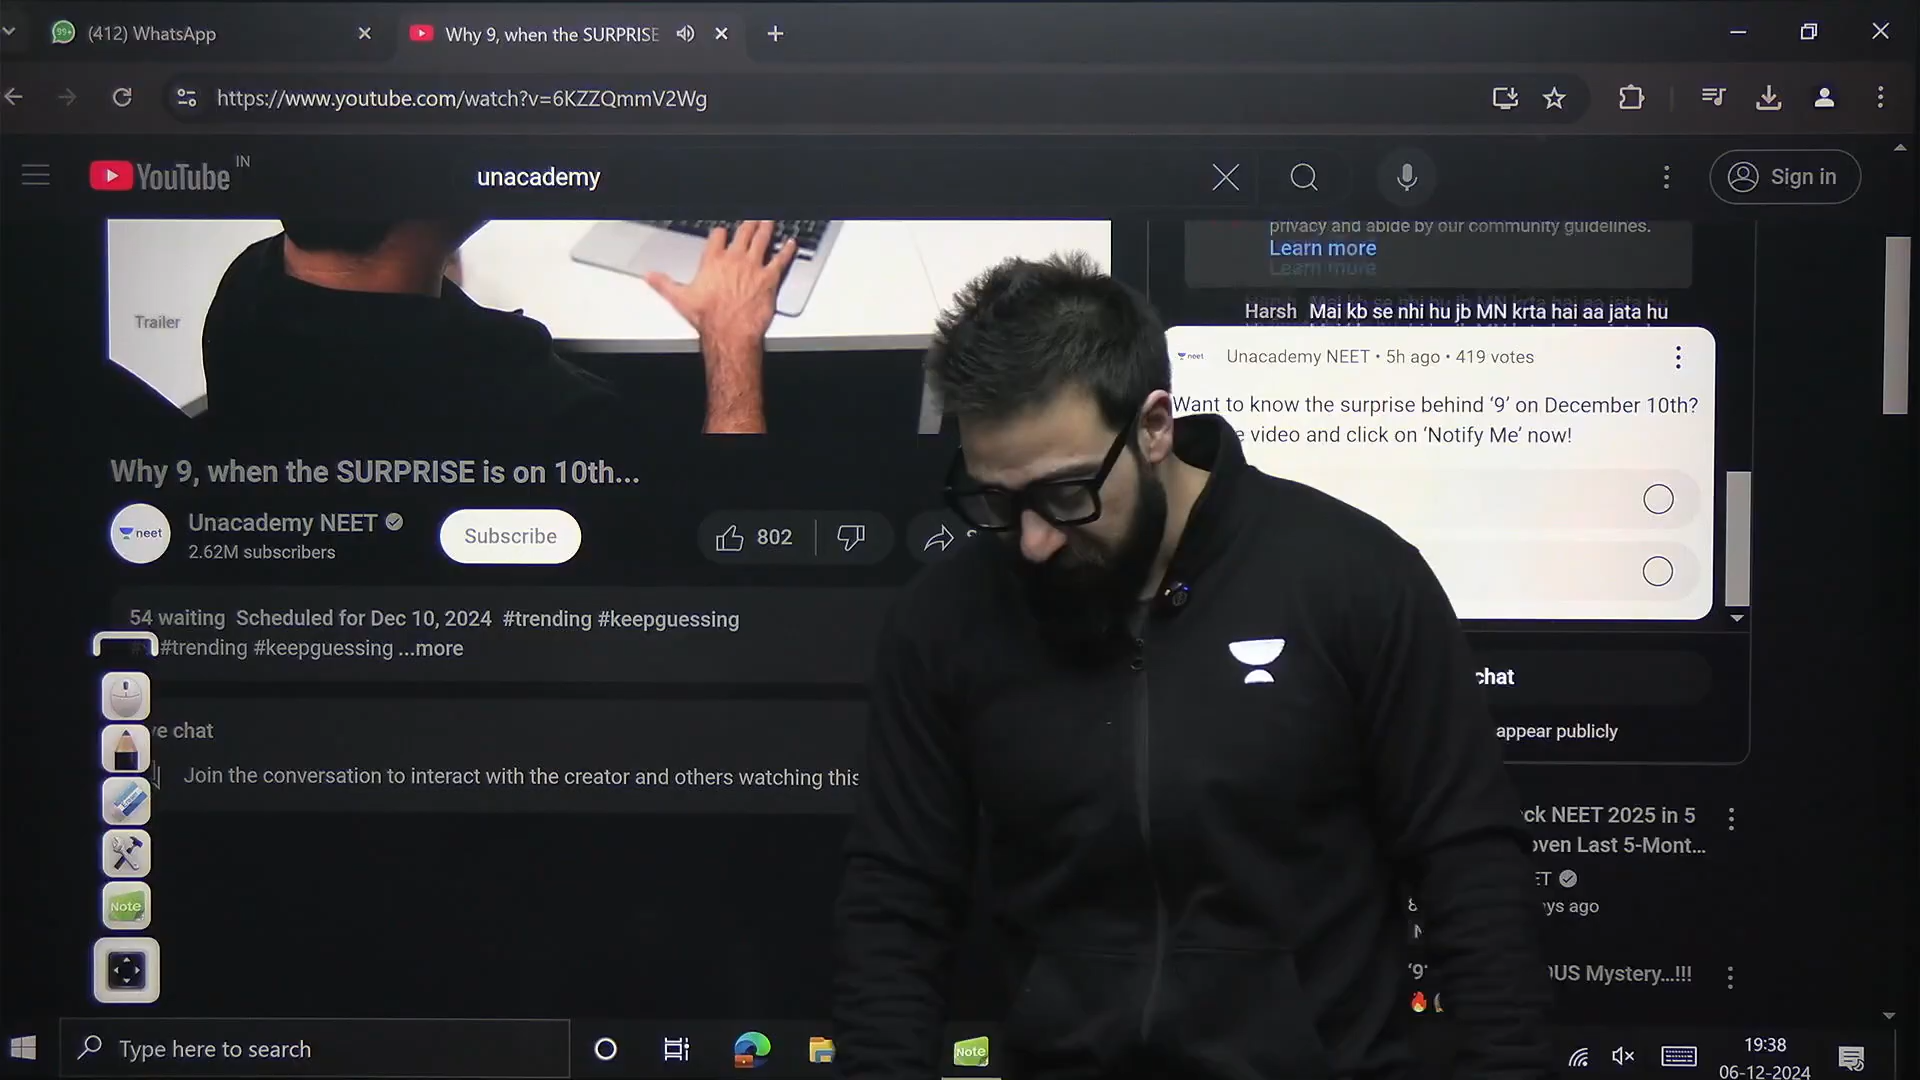 (412) WhatsApp
Why 9, when the SURPRISE
https://www.youtube.com/watch?v=6KZZQmmV2Wg
YouTube IN
unacademy
Sign in
privacy and abide by our community guidelines.
Learn more
Harsh Mai kb se nhi hu jb MN krta hai aa jata hu
Trailer
neet Unacademy NEET • 5h ago • 419 votes
Want to know the surprise behind ‘9’ on December 10th?
video and click on ‘Notify Me’ now!
Why 9, when the SURPRISE is on 10th...
neet
Unacademy NEET
2.62M subscribers
Subscribe
802
54 waiting Scheduled for Dec 10, 2024 #trending #keepguessing
#trending #keepguessing ...more
chat
chat
appear publicly
Join the conversation to interact with the creator and others watching this
NEET 2025 in 5
Last 5-Mont...
ago
‘9’
Mystery...!!!
Note
Type here to search
Note
19:38
06-12-2024